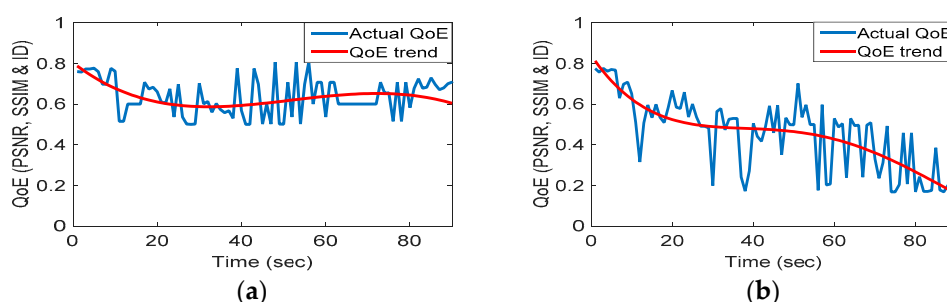 1
0.8
0.6
0.4
0.2
0
QoE (PSNR, SSIM & ID)
Actual QoE
QoE trend
0 20 40 60 80
Time (sec)
(a)
1
0.8
0.6
0.4
0.2
0
QoE (PSNR, SSIM & ID)
Actual QoE
QoE trend
0 20 40 60 80
Time (sec)
(b)